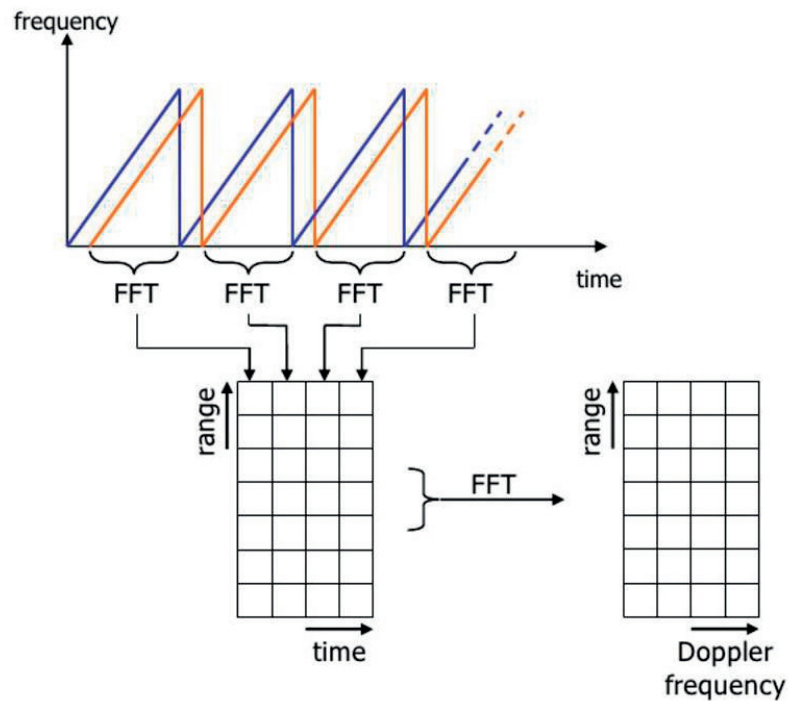 frequency
time
FFT
FFT
FFT
FFT
range
FFT
range
time
Doppler
frequency